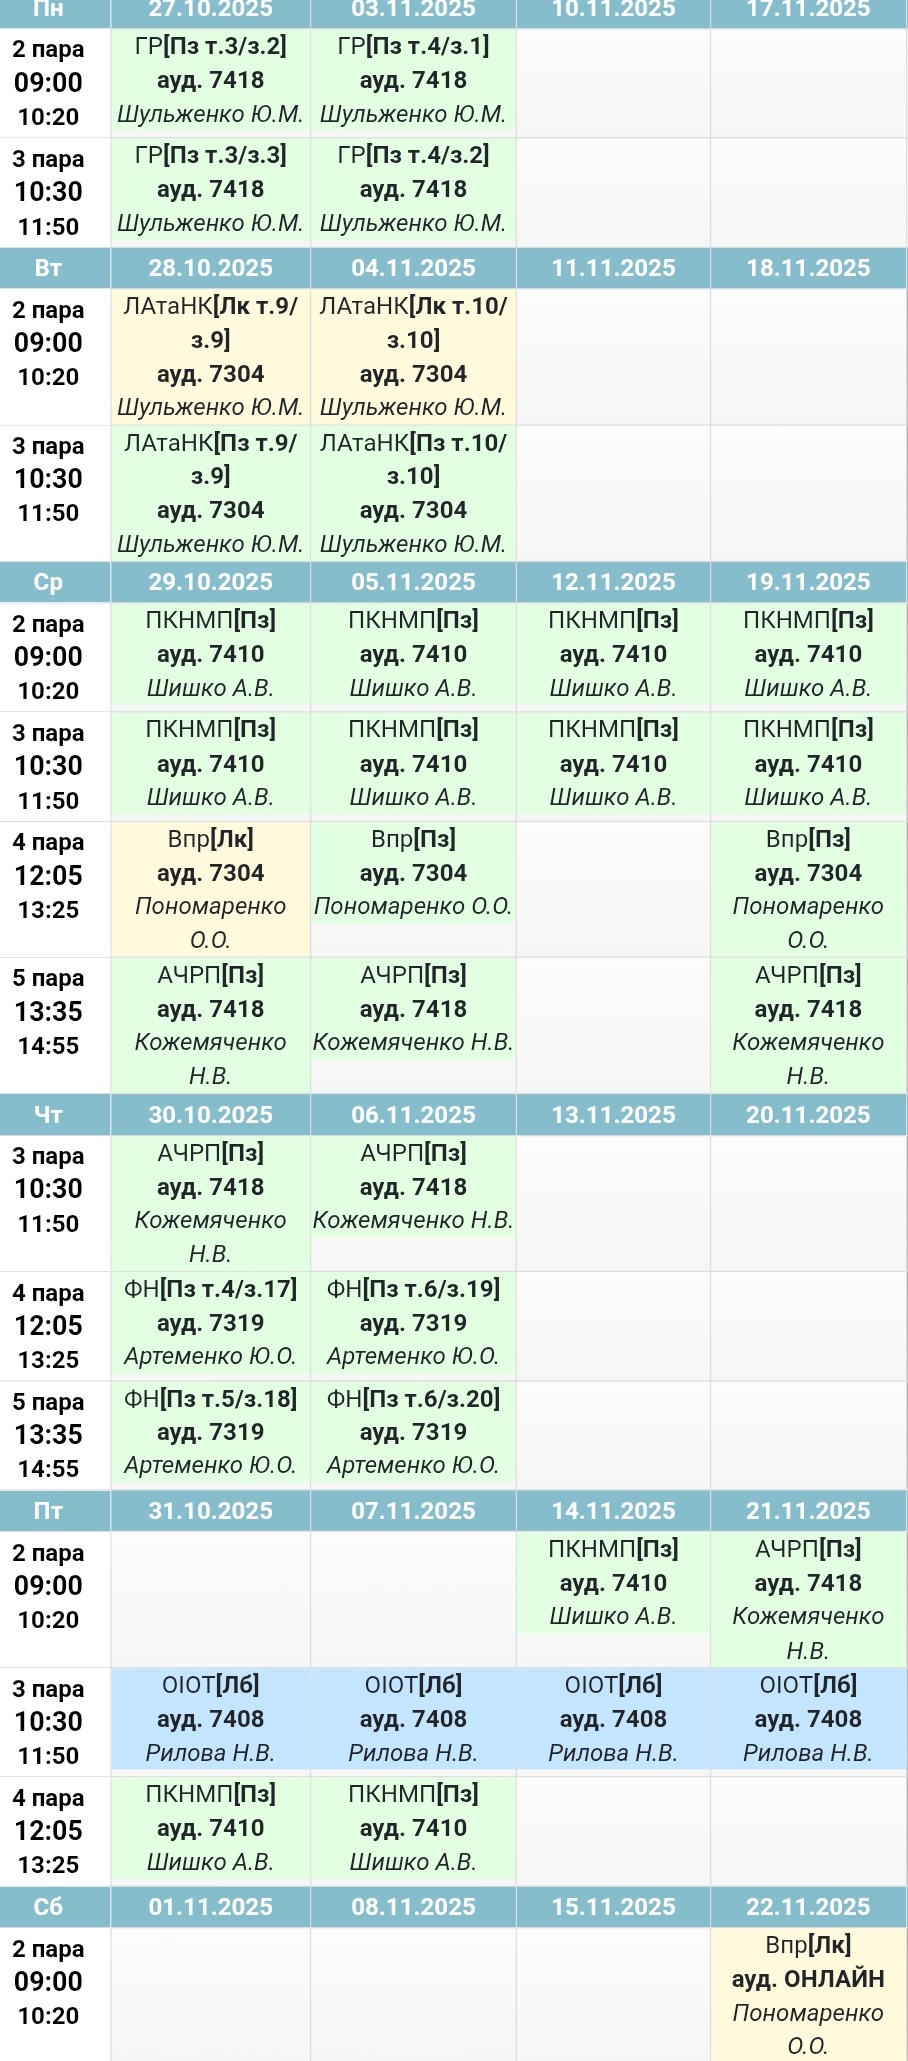 Пн 27.10.2025 03.11.2025 10.11.2025 17.11.2025
2 пара ГР[Пз т.3/з.2] ГР[Пз т.4/з.1]
09:00 ауд. 7418 ауд. 7418
10:20 Шульженко Ю.М. Шульженко Ю.М.
3 пара ГР[Пз т.3/з.3] ГР[Пз т.4/з.2]
10:30 ауд. 7418 ауд. 7418
11:50 Шульженко Ю.М. Шульженко Ю.М.
Вт 28.10.2025 04.11.2025 11.11.2025 18.11.2025
2 пара ЛАтаНК[Лк т.9/ ЛАтаНК[Лк т.10/
09:00 з.9] з.10]
10:20 ауд. 7304 ауд. 7304
Шульженко Ю.М. Шульженко Ю.М.
3 пара ЛАтаНК[Пз т.9/ ЛАтаНК[Пз т.10/
10:30 з.9] з.10]
11:50 ауд. 7304 ауд. 7304
Шульженко Ю.М. Шульженко Ю.М.
Ср 29.10.2025 05.11.2025 12.11.2025 19.11.2025
2 пара ПКНМП[Пз] ПКНМП[Пз] ПКНМП[Пз] ПКНМП[Пз]
09:00 ауд. 7410 ауд. 7410 ауд. 7410 ауд. 7410
10:20 Шишко А.В. Шишко А.В. Шишко А.В. Шишко А.В.
3 пара ПКНМП[Пз] ПКНМП[Пз] ПКНМП[Пз] ПКНМП[Пз]
10:30 ауд. 7410 ауд. 7410 ауд. 7410 ауд. 7410
11:50 Шишко А.В. Шишко А.В. Шишко А.В. Шишко А.В.
4 пара Впр[Лк] Впр[Пз] Впр[Пз]
12:05 ауд. 7304 ауд. 7304 ауд. 7304
13:25 Пономаренко Пономаренко О.О. Пономаренко
О.О. О.О.
5 пара АЧРП[Пз] АЧРП[Пз] АЧРП[Пз]
13:35 ауд. 7418 ауд. 7418 ауд. 7418
14:55 Кожемяченко Кожемяченко Н.В. Кожемяченко
Н.В. Н.В.
Чт 30.10.2025 06.11.2025 13.11.2025 20.11.2025
3 пара АЧРП[Пз] АЧРП[Пз]
10:30 ауд. 7418 ауд. 7418
11:50 Кожемяченко Кожемяченко Н.В.
Н.В.
4 пара ФН[Пз т.4/з.17] ФН[Пз т.6/з.19]
12:05 ауд. 7319 ауд. 7319
13:25 Артеменко Ю.О. Артеменко Ю.О.
5 пара ФН[Пз т.5/з.18] ФН[Пз т.6/з.20]
13:35 ауд. 7319 ауд. 7319
14:55 Артеменко Ю.О. Артеменко Ю.О.
Пт 31.10.2025 07.11.2025 14.11.2025 21.11.2025
2 пара ПКНМП[Пз] АЧРП[Пз]
09:00 ауд. 7410 ауд. 7418
10:20 Шишко А.В. Кожемяченко
Н.В.
3 пара ОІОТ[Лб] ОІОТ[Лб] ОІОТ[Лб] ОІОТ[Лб]
10:30 ауд. 7408 ауд. 7408 ауд. 7408 ауд. 7408
11:50 Рилова Н.В. Рилова Н.В. Рилова Н.В. Рилова Н.В.
4 пара ПКНМП[Пз] ПКНМП[Пз]
12:05 ауд. 7410 ауд. 7410
13:25 Шишко А.В. Шишко А.В.
Сб 01.11.2025 08.11.2025 15.11.2025 22.11.2025
2 пара Впр[Лк]
09:00 ауд. ОНЛАЙН
10:20 Пономаренко
О.О.